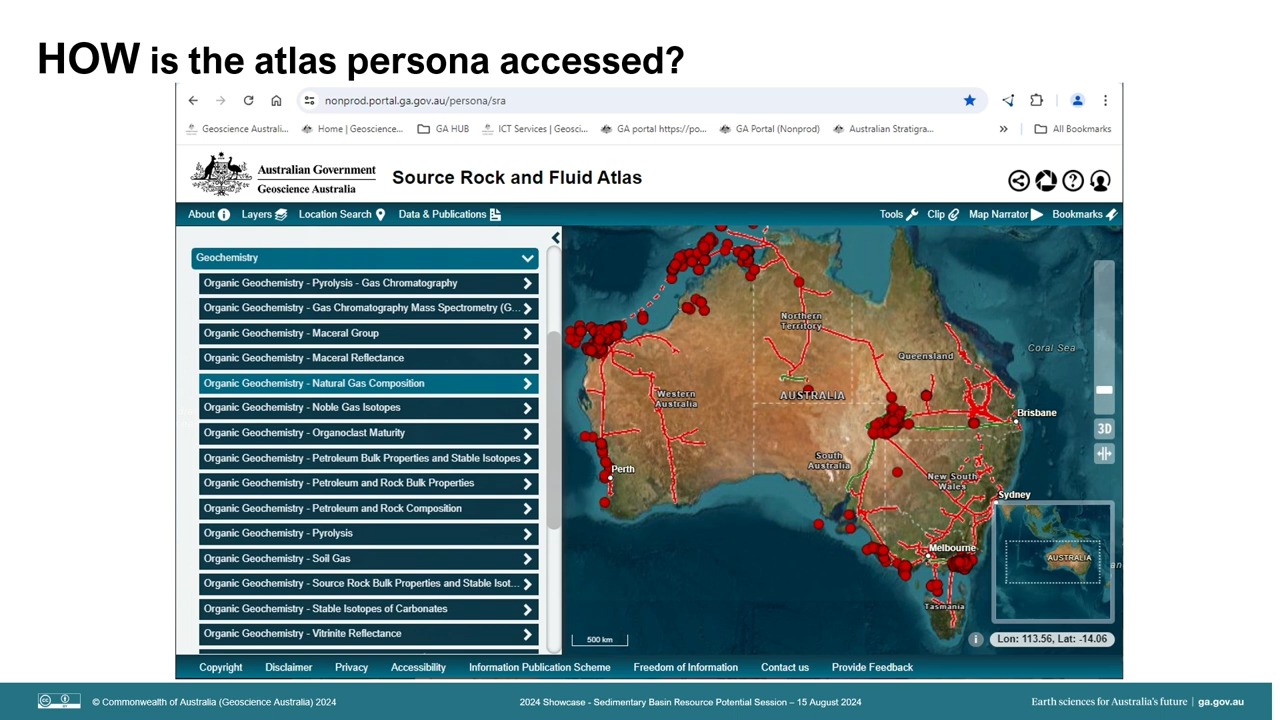 HOW is the atlas persona accessed?
nonprod.portal.ga.gov.au/persona/sra
Geoscience Australi... Home | Geoscience... GA HUB ICT Services | Geosci... GA portal https://po... GA Portal (Nonprod) Australian Stratigra... » All Bookmarks
Australian Government
Geoscience Australia
Source Rock and Fluid Atlas
About Layers Location Search Data & Publications Tools Clip Map Narrator Bookmarks
Geochemistry
Organic Geochemistry - Pyrolysis - Gas Chromatography
Organic Geochemistry - Gas Chromatography Mass Spectrometry (G...
Organic Geochemistry - Maceral Group
Organic Geochemistry - Maceral Reflectance
Organic Geochemistry - Natural Gas Composition
Organic Geochemistry - Noble Gas Isotopes
Organic Geochemistry - Organoclast Maturity
Organic Geochemistry - Petroleum Bulk Properties and Stable Isotopes
Organic Geochemistry - Petroleum and Rock Bulk Properties
Organic Geochemistry - Petroleum and Rock Composition
Organic Geochemistry - Pyrolysis
Organic Geochemistry - Soil Gas
Organic Geochemistry - Source Rock Bulk Properties and Stable Isot...
Organic Geochemistry - Stable Isotopes of Carbonates
Organic Geochemistry - Vitrinite Reflectance
Northern
Territory
Coral Sea
Queensland
Western
Australia
AUSTRALIA
Brisbane
3D
South
Australia
Perth
New South
Wales
Sydney
Melbourne
AUSTRALIA
Tasmania
500 km
Lon: 113.56, Lat: -14.06
Copyright Disclaimer Privacy Accessibility Information Publication Scheme Freedom of Information Contact us Provide Feedback
© Commonwealth of Australia (Geoscience Australia) 2024
2024 Showcase - Sedimentary Basin Resource Potential Session – 15 August 2024
Earth sciences for Australia's future | ga.gov.au